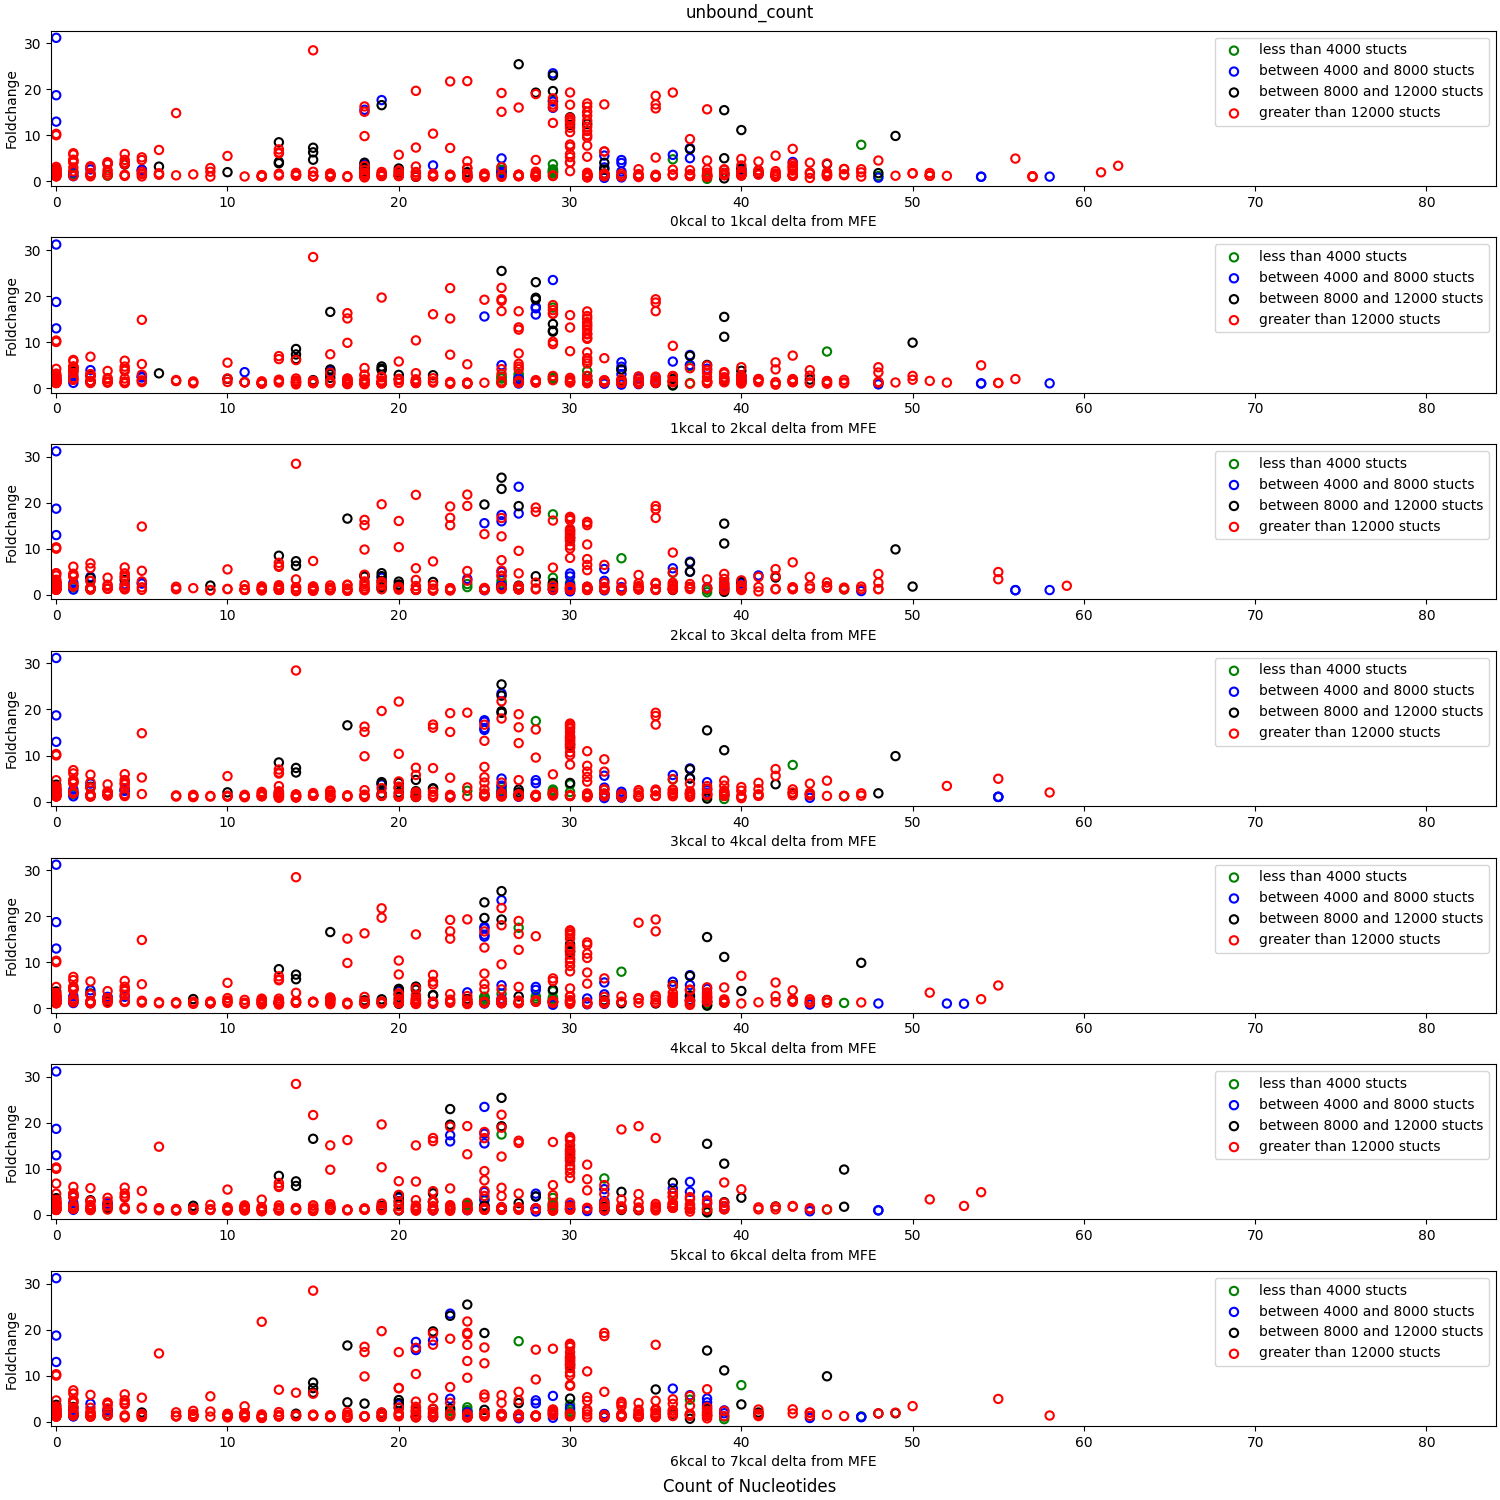 unbound_count
30
20
10
0
Foldchange
less than 4000 stucts
between 4000 and 8000 stucts
between 8000 and 12000 stucts
greater than 12000 stucts
0 10 20 30 40 50 60 70 80
0kcal to 1kcal delta from MFE
30
20
10
0
Foldchange
less than 4000 stucts
between 4000 and 8000 stucts
between 8000 and 12000 stucts
greater than 12000 stucts
0 10 20 30 40 50 60 70 80
1kcal to 2kcal delta from MFE
30
20
10
0
Foldchange
less than 4000 stucts
between 4000 and 8000 stucts
between 8000 and 12000 stucts
greater than 12000 stucts
0 10 20 30 40 50 60 70 80
2kcal to 3kcal delta from MFE
30
20
10
0
Foldchange
less than 4000 stucts
between 4000 and 8000 stucts
between 8000 and 12000 stucts
greater than 12000 stucts
0 10 20 30 40 50 60 70 80
3kcal to 4kcal delta from MFE
30
20
10
0
Foldchange
less than 4000 stucts
between 4000 and 8000 stucts
between 8000 and 12000 stucts
greater than 12000 stucts
0 10 20 30 40 50 60 70 80
4kcal to 5kcal delta from MFE
30
20
10
0
Foldchange
less than 4000 stucts
between 4000 and 8000 stucts
between 8000 and 12000 stucts
greater than 12000 stucts
0 10 20 30 40 50 60 70 80
5kcal to 6kcal delta from MFE
30
20
10
0
Foldchange
less than 4000 stucts
between 4000 and 8000 stucts
between 8000 and 12000 stucts
greater than 12000 stucts
0 10 20 30 40 50 60 70 80
6kcal to 7kcal delta from MFE
Count of Nucleotides